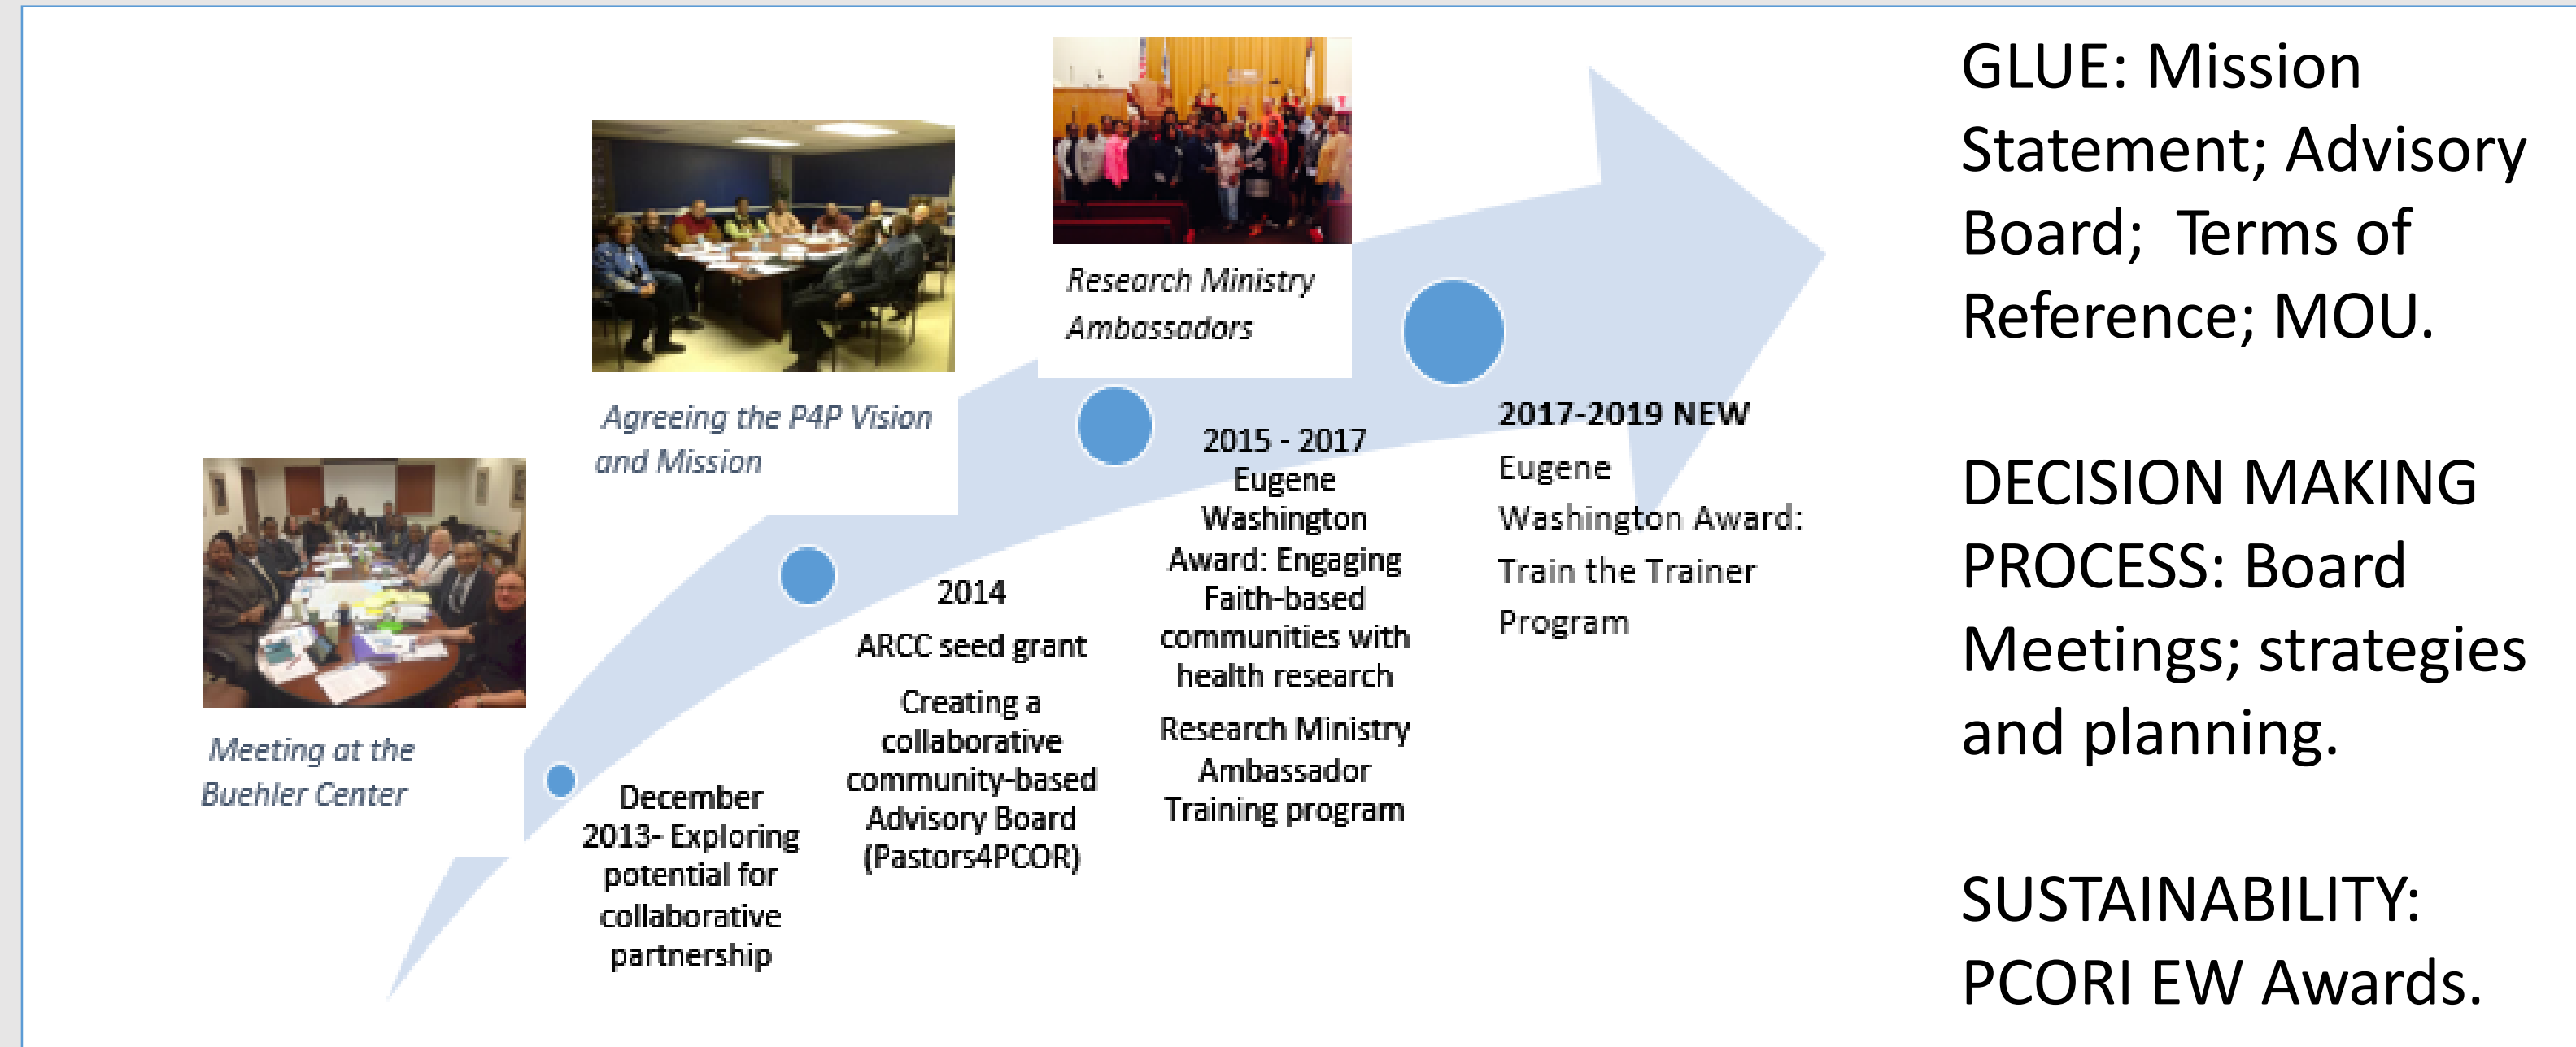 Meeting at the
Buehler Center
Agreeing the P4P Vision
and Mission
Research Ministry
Ambassadors
December
2013- Exploring
potential for
collaborative
partnership
2014
ARCC seed grant
Creating a
collaborative
community-based
Advisory Board
(Pastors4PCOR)
2015 - 2017
Eugene
Washington
Award: Engaging
Faith-based
communities with
health research
Research Ministry
Ambassador
Training program
2017-2019 NEW
Eugene
Washington Award:
Train the Trainer
Program
GLUE: Mission
Statement; Advisory
Board;  Terms of
Reference; MOU.
DECISION MAKING
PROCESS: Board
Meetings; strategies
and planning.
SUSTAINABILITY:
PCORI EW Awards.